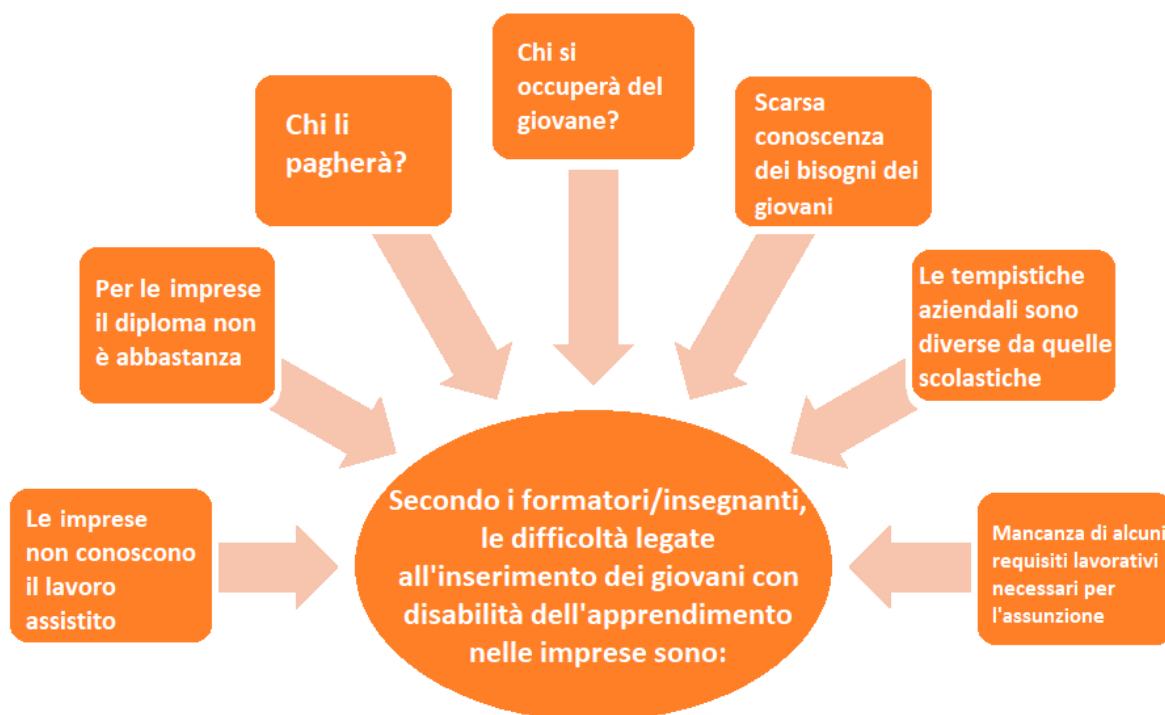 Chi si
occuperà del
giovane?
Chi li
pagherà?
Scarsa
conoscenza
dei bisogni dei
giovani
Per le imprese
il diploma non
è abbastanza
Le tempistiche
aziendali sono
diverse da quelle
scolastiche
Le imprese
non conoscono
il lavoro
assistito
Secondo i formatori/insegnanti,
le difficoltà legate
all'inserimento dei giovani con
disabilità dell'apprendimento
nelle imprese sono:
Mancanza di alcuni
requisiti lavorativi
necessari per
l'assunzione